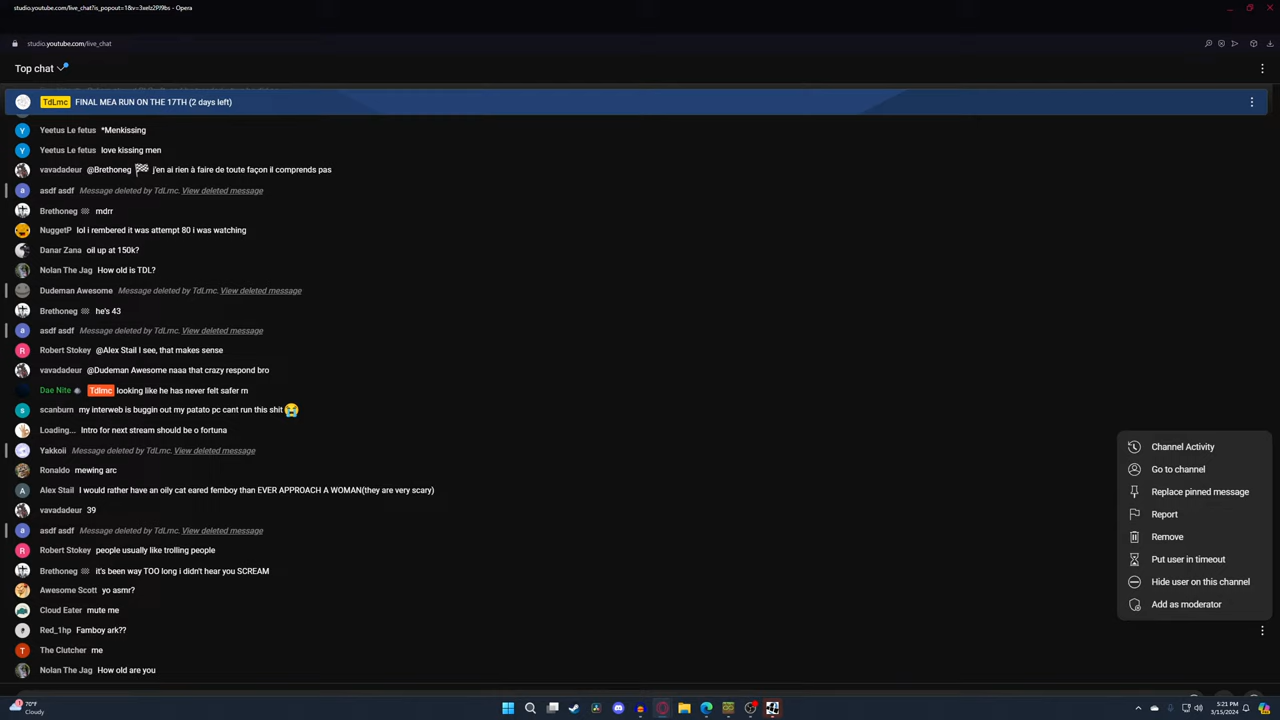 studio.youtube.com/live_chat?is_popout=1&v=3xelz2PJ9bs - Opera
studio.youtube.com/live_chat
Top chat
TdLmc FINAL MEA RUN ON THE 17TH (2 days left)
Yeetus Le fetus *Menkissing
Yeetus Le fetus love kissing men
vavadadeur @Brethoneg j'en ai rien à faire de toute façon il comprends pas
asdf asdf Message deleted by TdLmc. View deleted message
Brethoneg mdrr
NuggetP lol i rembered it was attempt 80 i was watching
Danar Zana oil up at 150k?
Nolan The Jag How old is TDL?
Dudeman Awesome Message deleted by TdLmc. View deleted message
Brethoneg he's 43
asdf asdf Message deleted by TdLmc. View deleted message
Robert Stokey @Alex Stail I see, that makes sense
vavadadeur @Dudeman Awesome naaa that crazy respond bro
Dae Nite Tdlmc looking like he has never felt safer rn
scanburn my interweb is buggin out my patato pc cant run this shit
Loading... Intro for next stream should be o fortuna
Yakkoii Message deleted by TdLmc. View deleted message
Ronaldo mewing arc
Alex Stail I would rather have an oily cat eared femboy than EVER APPROACH A WOMAN(they are very scary)
vavadadeur 39
asdf asdf Message deleted by TdLmc. View deleted message
Robert Stokey people usually like trolling people
Brethoneg it's been way TOO long i didn't hear you SCREAM
Awesome Scott yo asmr?
Cloud Eater mute me
Red_1hp Famboy ark??
The Clutcher me
Nolan The Jag How old are you
Channel Activity
Go to channel
Replace pinned message
Report
Remove
Put user in timeout
Hide user on this channel
Add as moderator
70°F
Cloudy
5:21 PM
3/15/2024